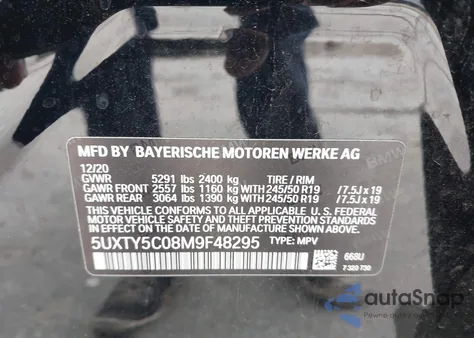 MFD BY BAYERISCHE MOTOREN WERKE AG
12/20
GVWR 5291 lbs 2400 kg TIRE / RIM
GAWR FRONT 2557 lbs 1160 kg WITH 245/50 R19 /7.5J x 19
GAWR REAR 3064 lbs 1390 kg WITH 245/50 R19 /7.5J x 19
THIS VEHICLE CONFORMS TO ALL APPLICABLE FEDERAL
MOTOR VEHICLE SAFETY STANDARDS IN EFFECT ON THE
DATE OF MANUFACTURE SHOWN ABOVE.
5UXTY5C08M9F48295 TYPE: MPV
668U
7 320 730
autoSnap